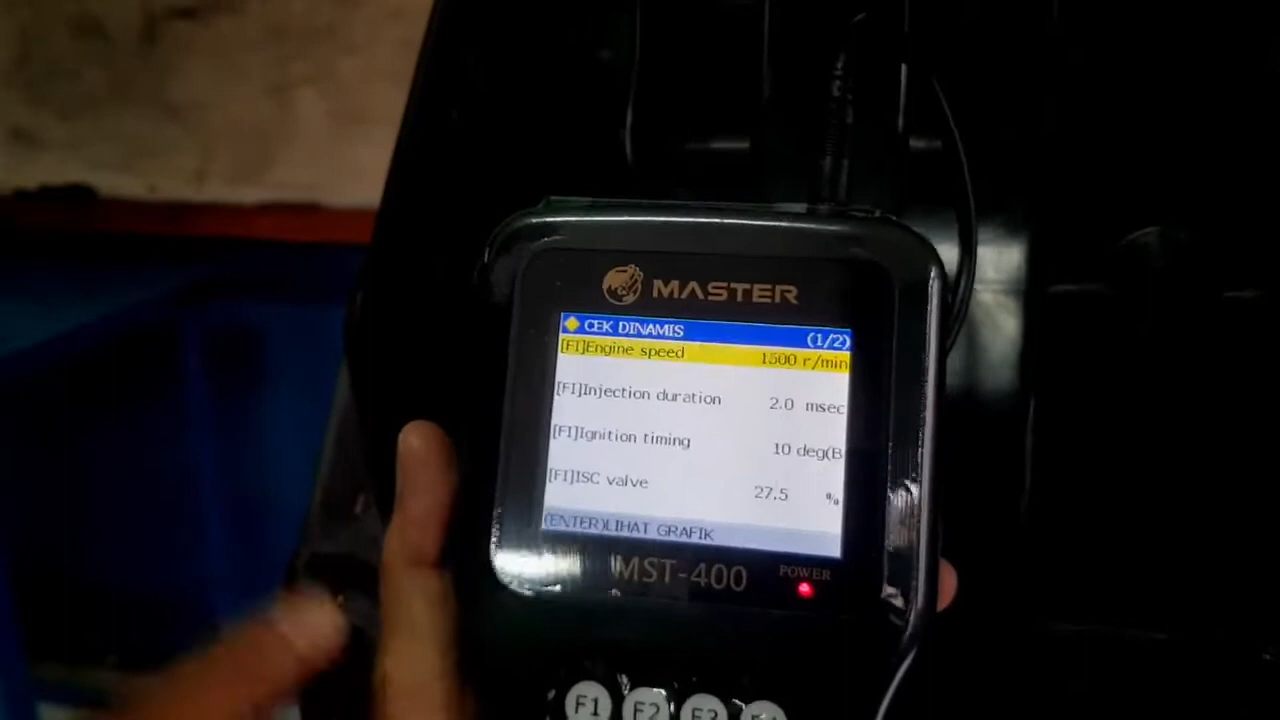 MASTER
CEK DINAMIS (1/2)
[FI]Engine speed 1500 r/min
[FI]Injection duration 2.0 msec
[FI]Ignition timing 10 deg(B
[FI]ISC valve 27.5 %
(ENTER)LIHAT GRAFIK
MST-400 POWER
F1 F2 F3